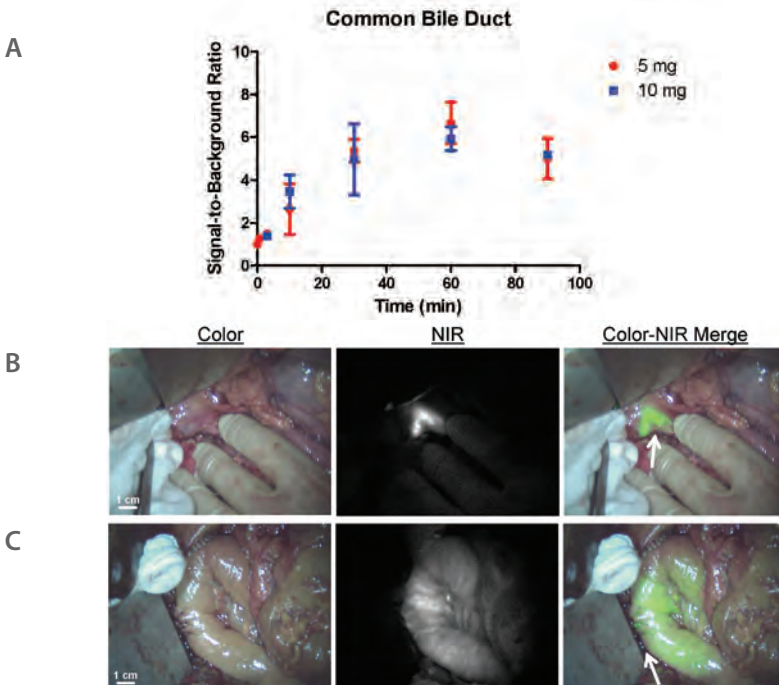 Common Bile Duct
A
10
8
6
4
2
0
Signal-to-Background Ratio
0 20 40 60 80 100
Time (min)
5 mg
10 mg
Color NIR Color-NIR Merge
B
1 cm
C
1 cm